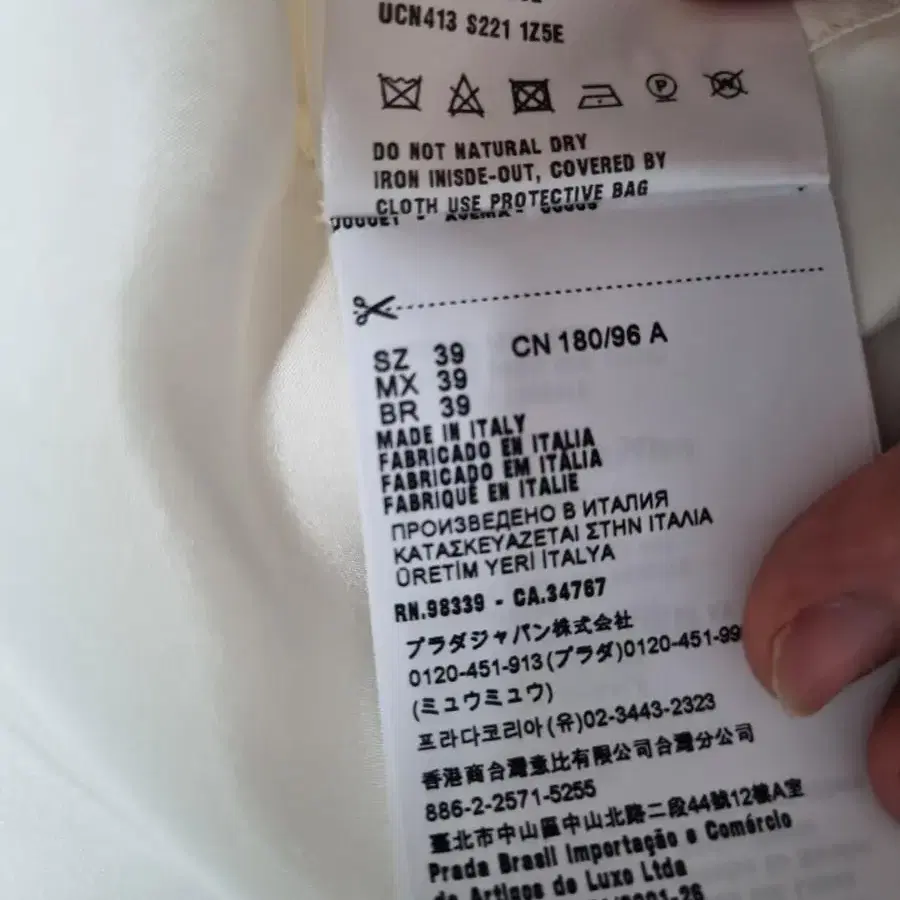 UCN413 S221 1Z5E
DO NOT NATURAL DRY
IRON INISDE-OUT, COVERED BY
CLOTH USE PROTECTIVE BAG
SZ 39 CN 180/96 A
MX 39
BR 39
MADE IN ITALY
FABRICADO EN ITALIA
FABRICADO EM ITÁLIA
FABRIQUÉ EN ITALIE
ПРОИЗВЕДЕНО В ИТАЛИЯ
ΚΑΤΑΣΚΕΥΑΖΕΤΑΙ ΣΤΗΝ ΙΤΑΛΙΑ
ÜRETİM YERİ İTALYA
RN.98339 - CA.34767
プラダジャパン株式会社
0120-451-913(プラダ)0120-451-99
(ミュウミュウ)
프라다코리아(유)02-3443-2323
香港商台灣意比有限公司台灣分公司
886-2-2571-5255
臺北市中山區中山北路二段44號12樓A室
Prada Brasil Importação e Comércio
de Artigos de Luxo Ltda